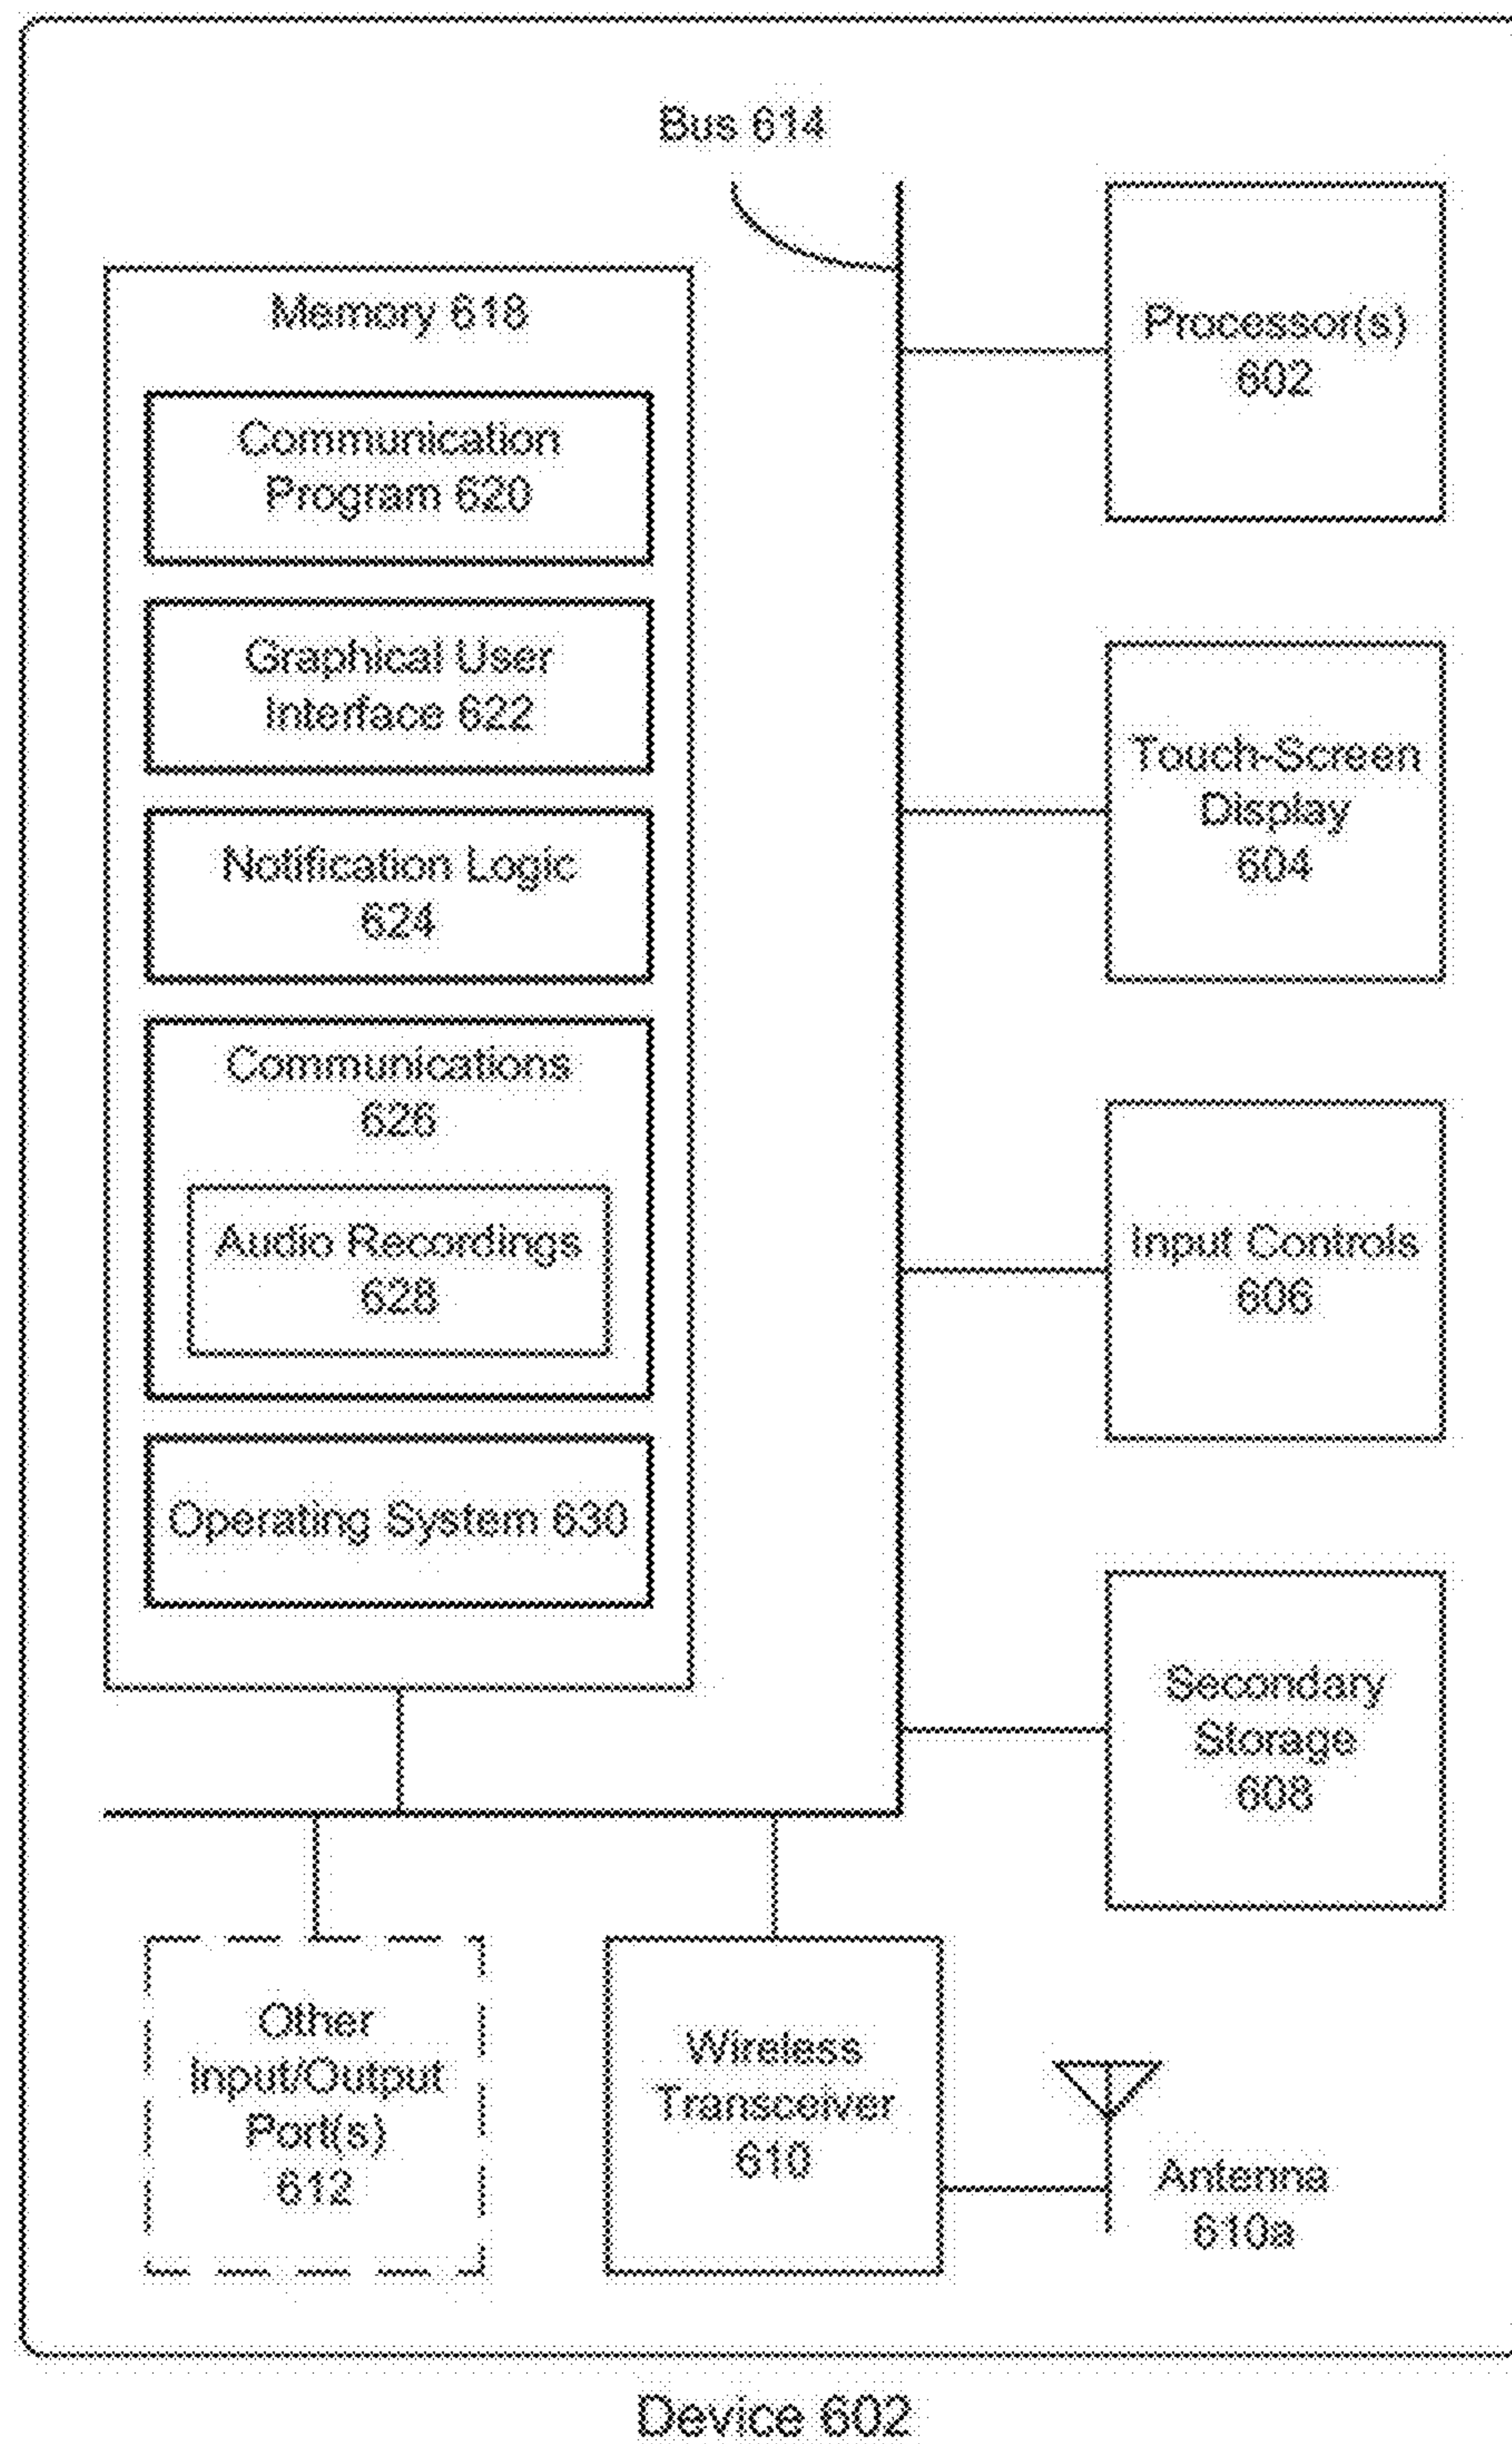 Bus 614
Memory 618
Communication
Program 620
Graphical User
Interface 622
Notification Logic
624
Communications
626
Audio Recordings
628
Operating System 630
Processor(s)
602
Touch-Screen
Display
604
Input Controls
606
Secondary
Storage
608
Other
Input/Output
Port(s)
612
Wireless
Transceiver
610
Antenna
610a
Device 602